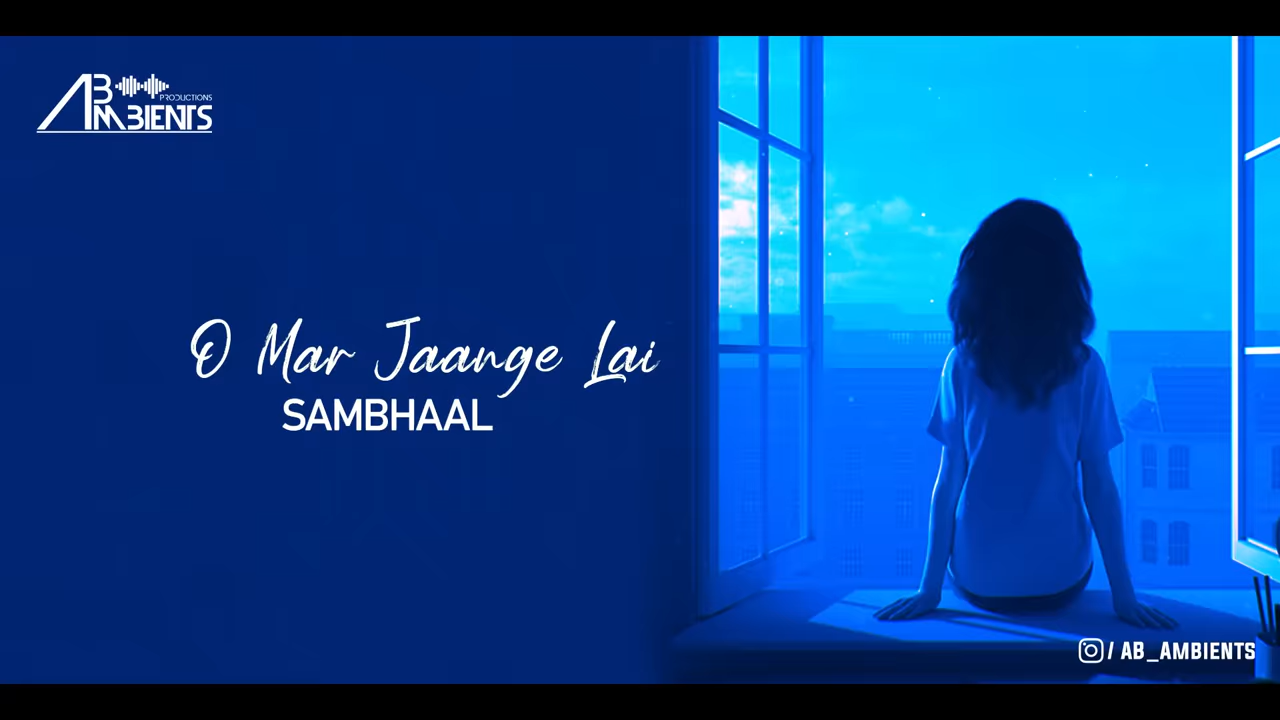 AB
PRODUCTIONS
AMBIENTS
O Mar Jaange Lai
SAMBHAAL
/ AB_AMBIENTS